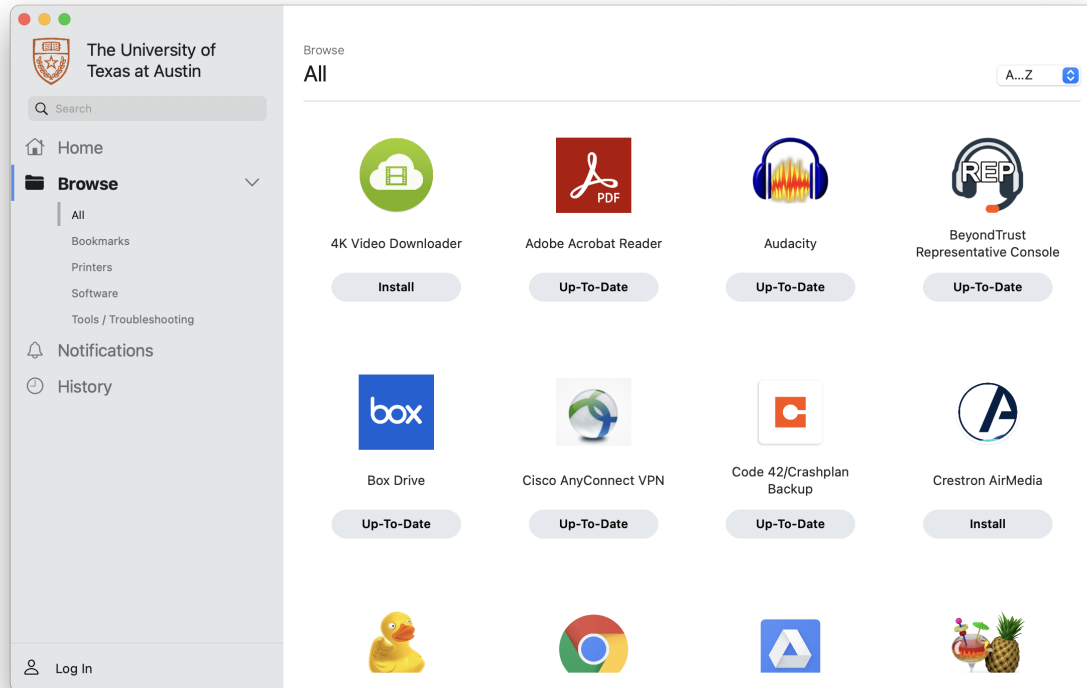 The University of
Texas at Austin
Search
Home
Browse
All
Bookmarks
Printers
Software
Tools / Troubleshooting
Notifications
History
Log In
Browse
All
A...Z
PDF
REP
4K Video Downloader
Adobe Acrobat Reader
Audacity
BeyondTrust
Representative Console
Install
Up-To-Date
Up-To-Date
Up-To-Date
box
Box Drive
Cisco AnyConnect VPN
Code 42/Crashplan
Backup
Crestron AirMedia
Up-To-Date
Up-To-Date
Up-To-Date
Install